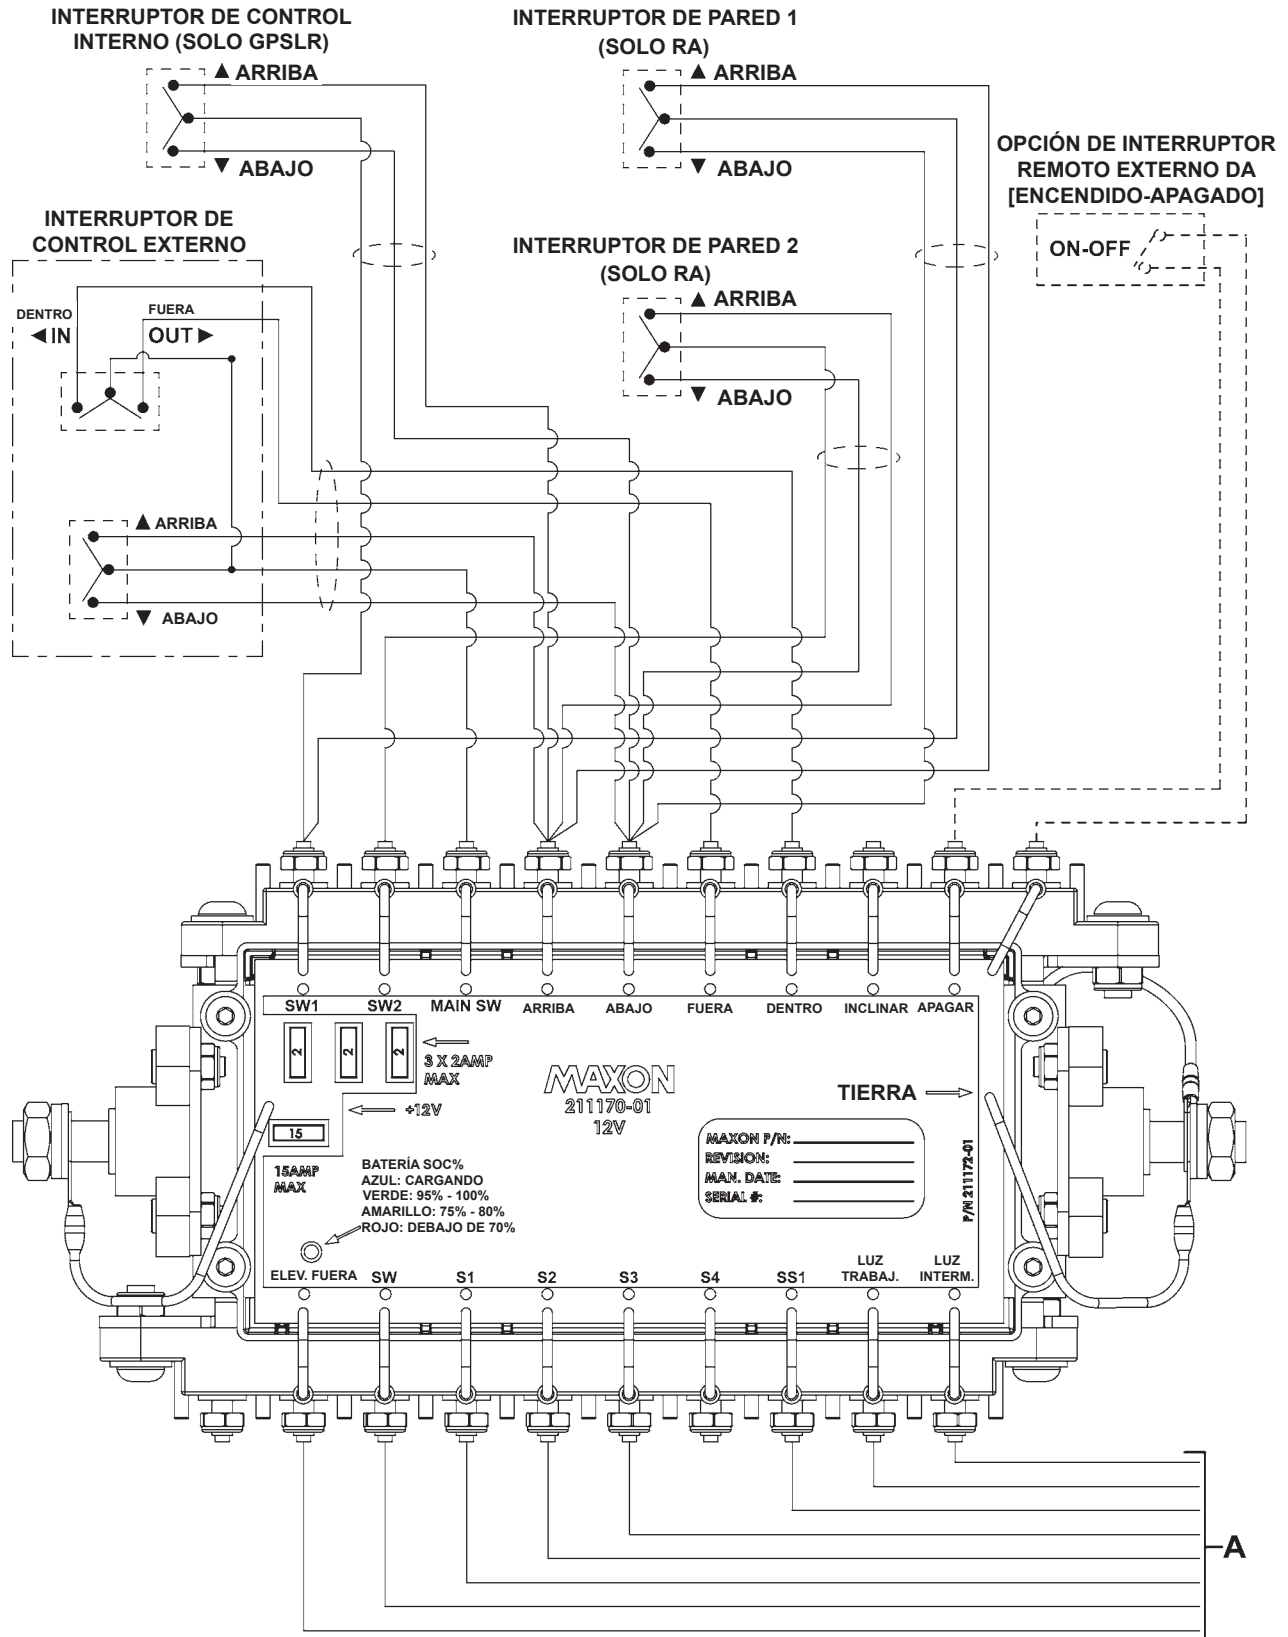 INTERRUPTOR DE CONTROL
INTERNO (SOLO GPSLR)
▲ ARRIBA
▼ ABAJO
INTERRUPTOR DE PARED 1
(SOLO RA)
▲ ARRIBA
▼ ABAJO
OPCIÓN DE INTERRUPTOR
REMOTO EXTERNO DA
[ENCENDIDO-APAGADO]
ON-OFF
INTERRUPTOR DE
CONTROL EXTERNO
DENTRO
◄ IN
FUERA
OUT ►
▲ ARRIBA
▼ ABAJO
INTERRUPTOR DE PARED 2
(SOLO RA)
▲ ARRIBA
▼ ABAJO
SW1 SW2 MAIN SW ARRIBA ABAJO FUERA DENTRO INCLINAR APAGAR
2 2 2
3 X 2AMP
MAX
+12V
15
15AMP
MAX
MAXON
211170-01
12V
TIERRA
MAXON P/N:
REVISION:
MAN. DATE:
SERIAL #:
P/N 211172-01
BATERÍA SOC%
AZUL: CARGANDO
VERDE: 95% - 100%
AMARILLO: 75% - 80%
ROJO: DEBAJO DE 70%
ELEV. FUERA SW S1 S2 S3 S4 SS1
LUZ
TRABAJ.
LUZ
INTERM.
A